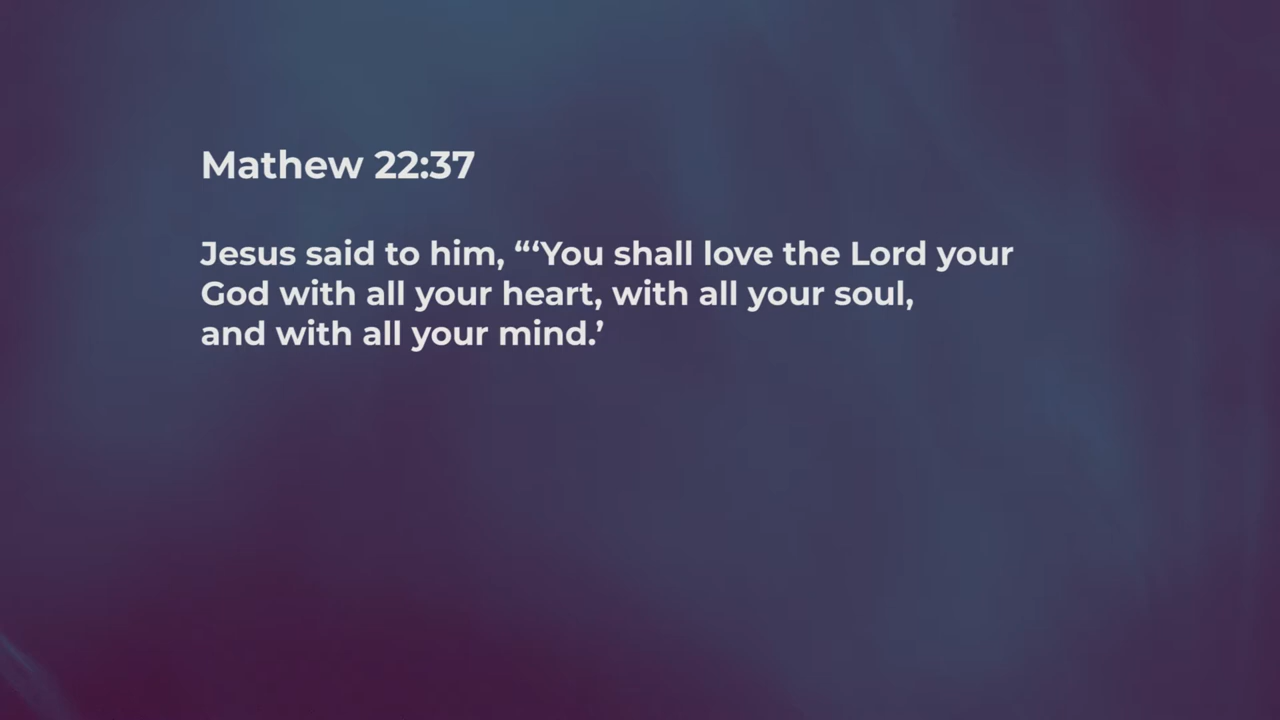 Mathew 22:37
Jesus said to him, “‘You shall love the Lord your
God with all your heart, with all your soul,
and with all your mind.’